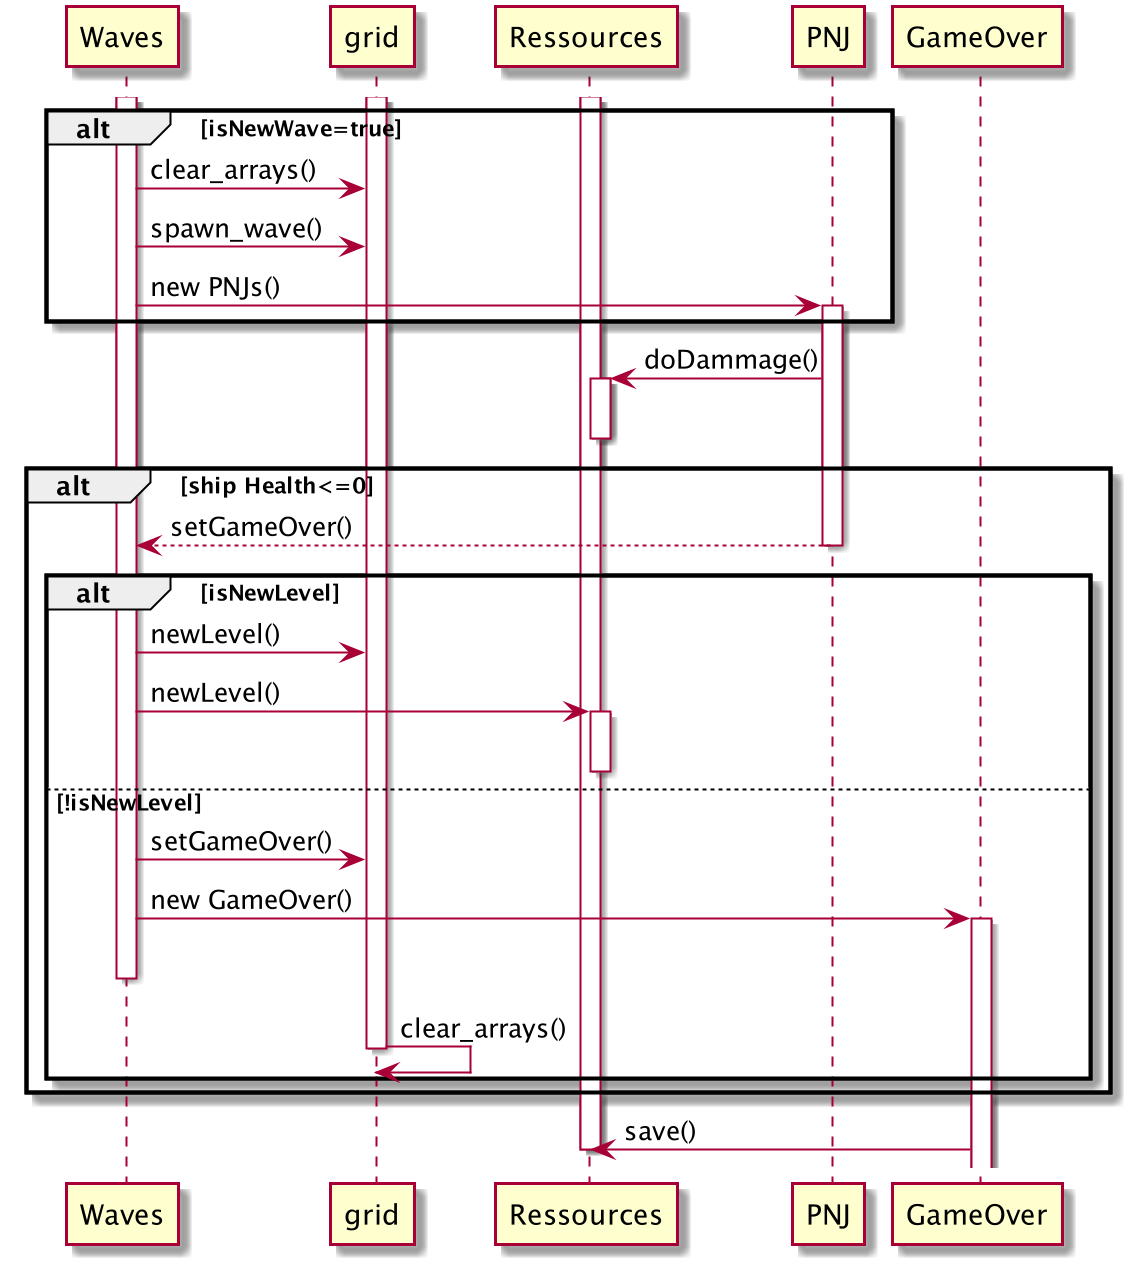 Waves grid Ressources PNJ GameOver
alt [isNewWave=true]
clear_arrays()
spawn_wave()
new PNJs()
doDammage()
alt [ship Health<=0]
setGameOver()
alt [isNewLevel]
newLevel()
newLevel()
[!isNewLevel]
setGameOver()
new GameOver()
clear_arrays()
save()
Waves grid Ressources PNJ GameOver